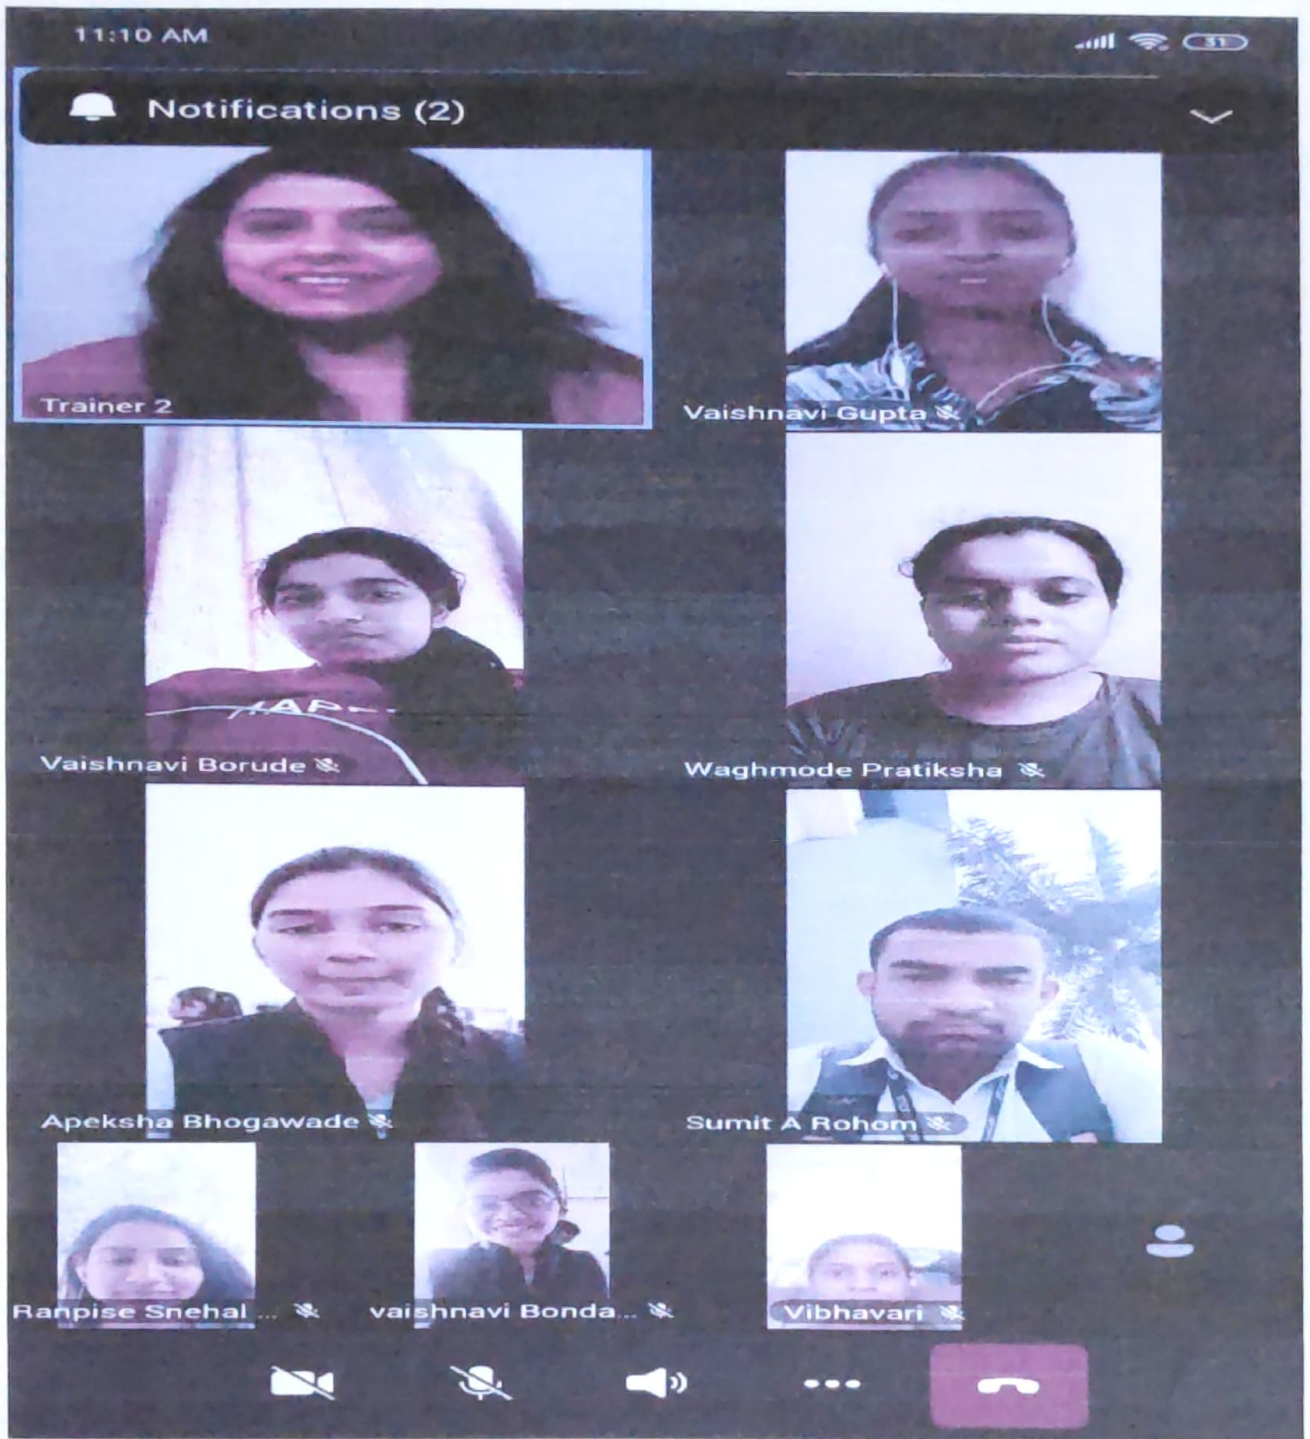 11:10 AM
31
Notifications (2)
Trainer 2
Vaishnavi Gupta
Vaishnavi Borude
Waghmode Pratiksha
Apeksha Bhogawade
Sumit A Rohom
Ranpise Snehal ...
vaishnavi Bonda...
Vibhavari